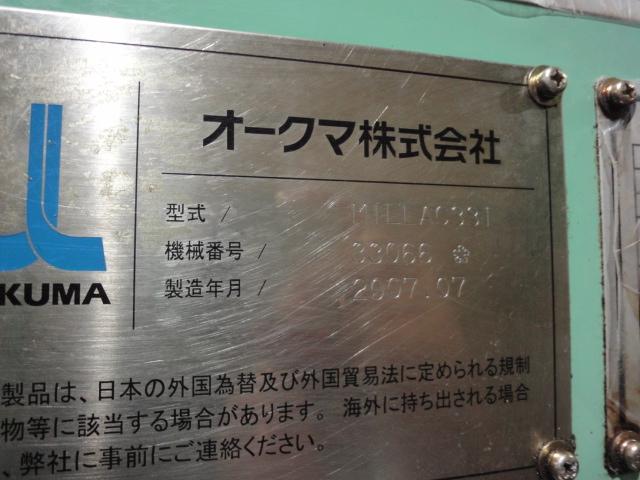 オークマ株式会社
型式 / MILLAC33T
機械番号 / 33066
製造年月 / 2007.07
KUMA
製品は、日本の外国為替及び外国貿易法に定められる規制
物等に該当する場合があります。 海外に持ち出される場合
、弊社に事前にご連絡ください。